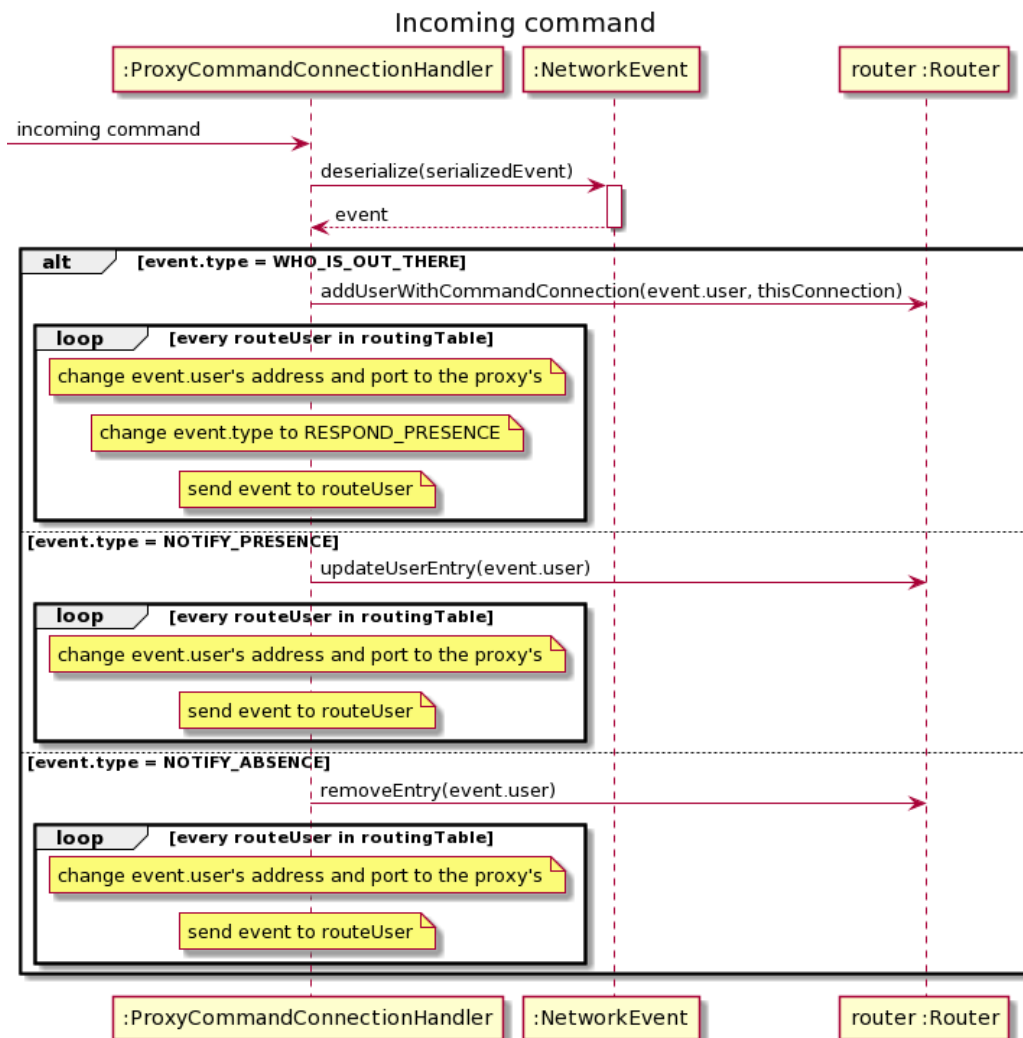 Incoming command
:ProxyCommandConnectionHandler
:NetworkEvent
router :Router
incoming command
deserialize(serializedEvent)
event
alt
[event.type = WHO_IS_OUT_THERE]
addUserWithCommandConnection(event.user, thisConnection)
loop
[every routeUser in routingTable]
change event.user's address and port to the proxy's
change event.type to RESPOND_PRESENCE
send event to routeUser
[event.type = NOTIFY_PRESENCE]
updateUserEntry(event.user)
loop
[every routeUser in routingTable]
change event.user's address and port to the proxy's
send event to routeUser
[event.type = NOTIFY_ABSENCE]
removeEntry(event.user)
loop
[every routeUser in routingTable]
change event.user's address and port to the proxy's
send event to routeUser
:ProxyCommandConnectionHandler
:NetworkEvent
router :Router